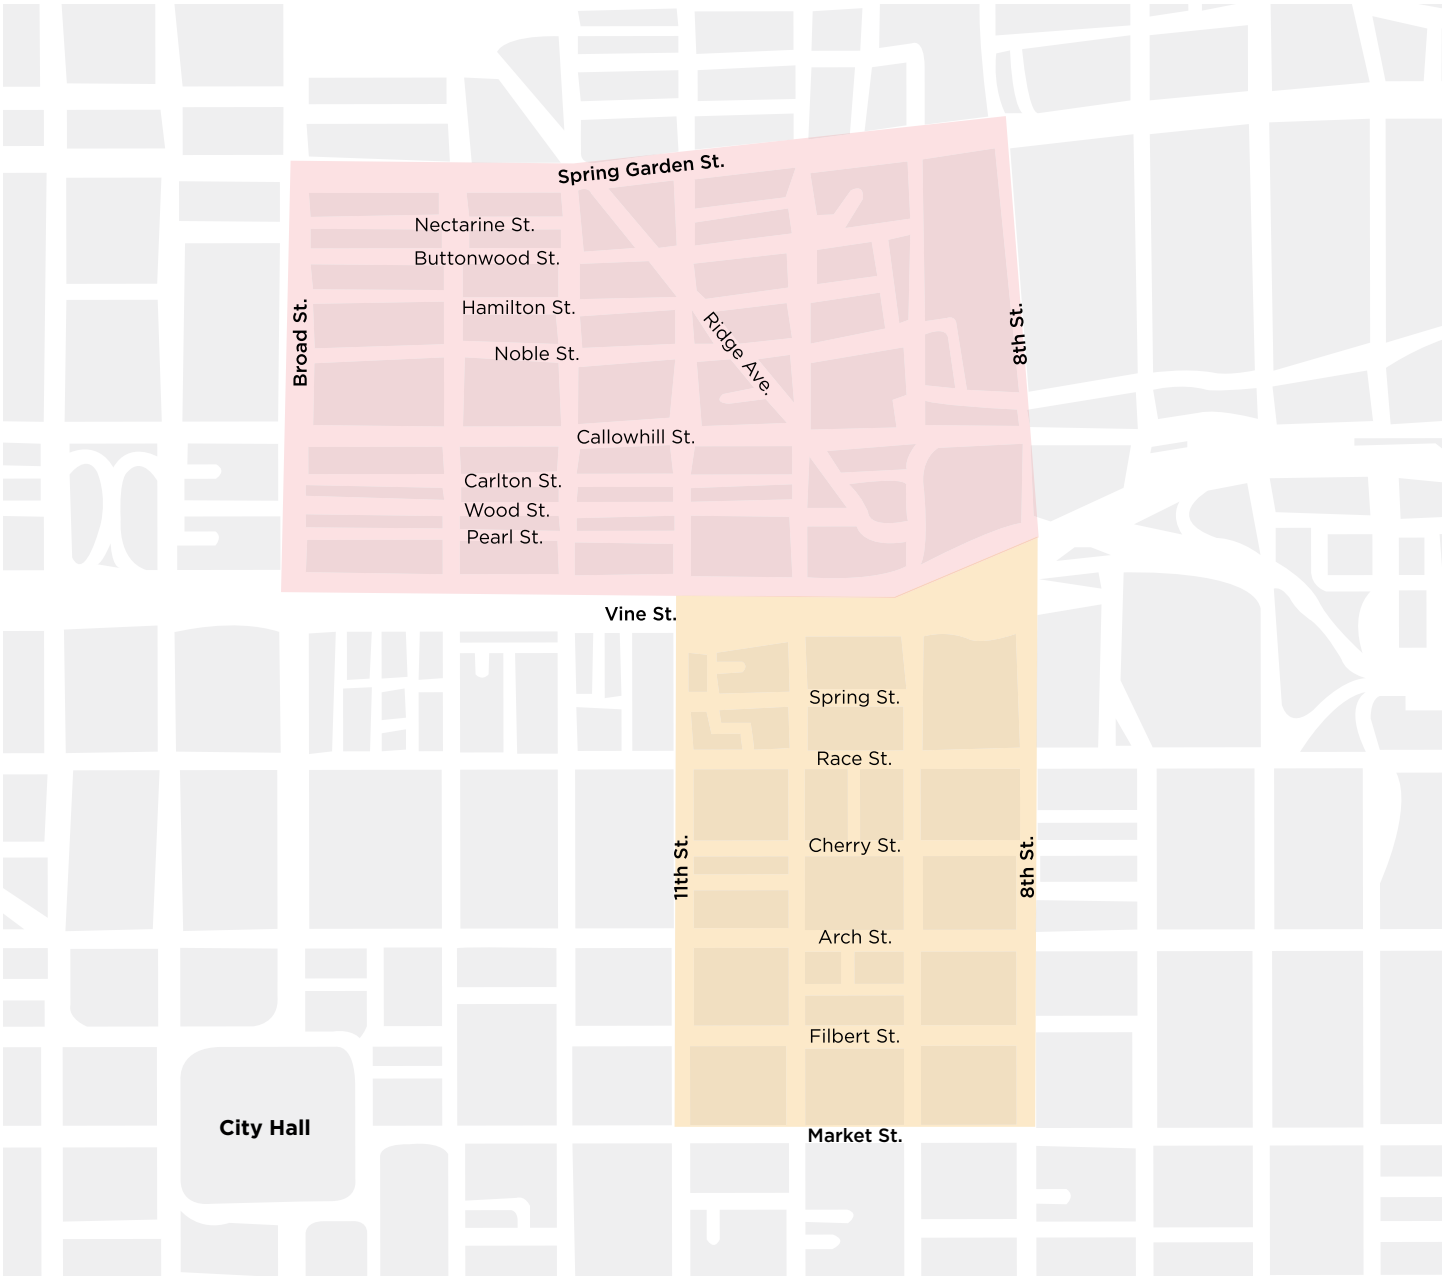 Spring Garden St.
Nectarine St.
Buttonwood St.
Hamilton St.
Broad St.
8th St.
Ridge Ave.
Noble St.
Callowhill St.
Carlton St.
Wood St.
Pearl St.
Vine St.
Spring St.
Race St.
Cherry St.
11th St.
8th St.
Arch St.
Filbert St.
City Hall
Market St.